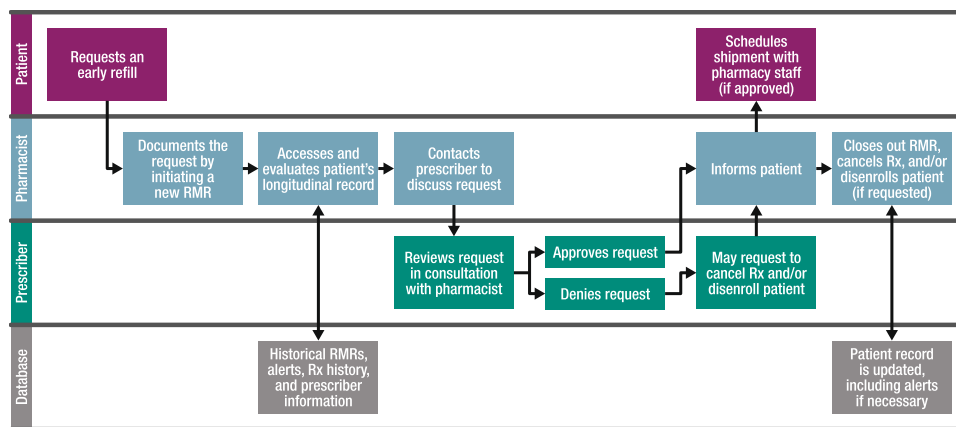 Patient
Requests an
early refill
Schedules
shipment with
pharmacy staff
(if approved)
Pharmacist
Documents the
request by
initiating a
new RMR
Accesses and
evaluates patient's
longitudinal record
Contacts
prescriber to
discuss request
Informs patient
Closes out RMR,
cancels Rx, and/or
disenrolls patient
(if requested)
Prescriber
Reviews request
in consultation
with pharmacist
Approves request
Denies request
May request to
cancel Rx and/or
disenroll patient
Database
Historical RMRs,
alerts, Rx history,
and prescriber
information
Patient record
is updated,
including alerts
if necessary